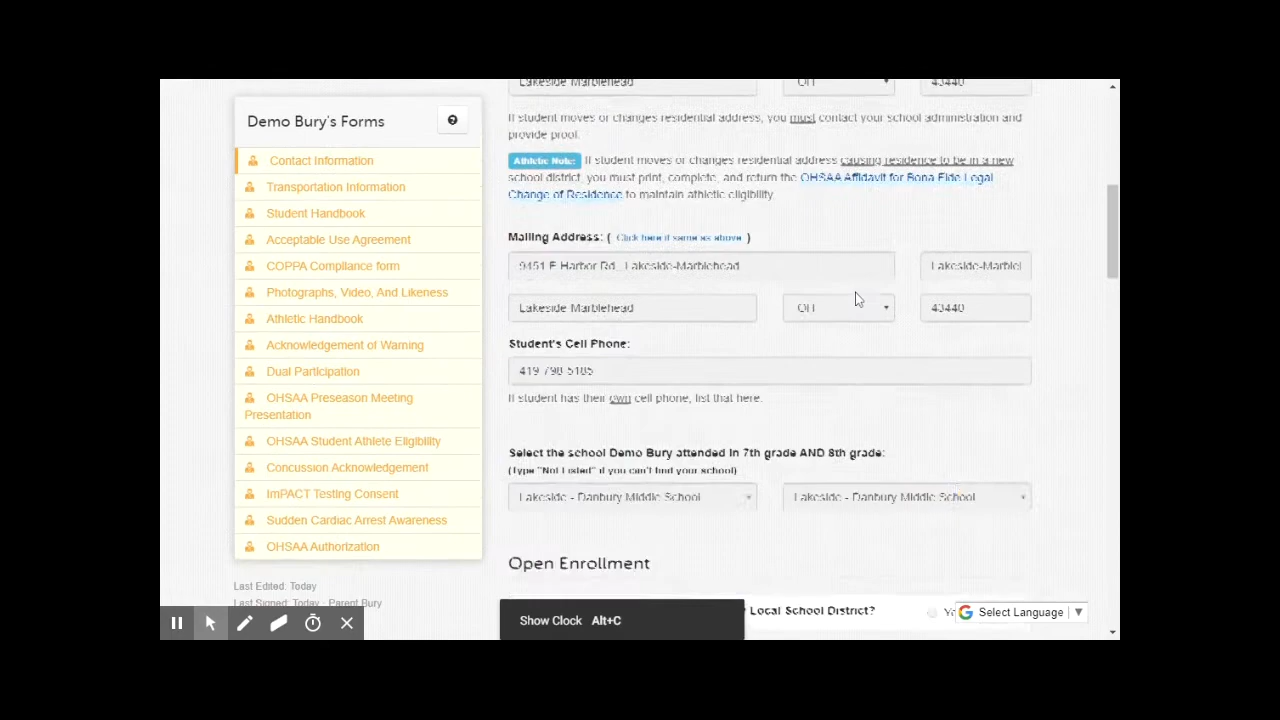 Demo Bury's Forms
Contact Information
Transportation Information
Student Handbook
Acceptable Use Agreement
COPPA Compliance form
Photographs, Video, And Likeness
Athletic Handbook
Acknowledgement of Warning
Dual Participation
OHSAA Preseason Meeting
Presentation
OHSAA Student Athlete Eligibility
Concussion Acknowledgement
ImPACT Testing Consent
Sudden Cardiac Arrest Awareness
OHSAA Authorization
Last Edited: Today
Last Signed: Today - Parent Bury
Lakeside Marblehead OH 43440
If student moves or changes residential address, you must contact your school administration and
provide proof.
Athletic Note: If student moves or changes residential address causing residence to be in a new
school district, you must print, complete, and return the OHSAA Affidavit for Bona Fide Legal
Change of Residence to maintain athletic eligibility.
Mailing Address: ( Click here if same as above )
9451 E Harbor Rd., Lakeside-Marblehead Lakeside-Marblel
Lakeside Marblehead OH 43440
Student's Cell Phone:
419-798-5185
If student has their own cell phone, list that here.
Select the school Demo Bury attended in 7th grade AND 8th grade:
(Type "Not Listed" if you can't find your school)
Lakeside - Danbury Middle School Lakeside - Danbury Middle School
Open Enrollment
Local School District? Select Language
Show Clock Alt+C